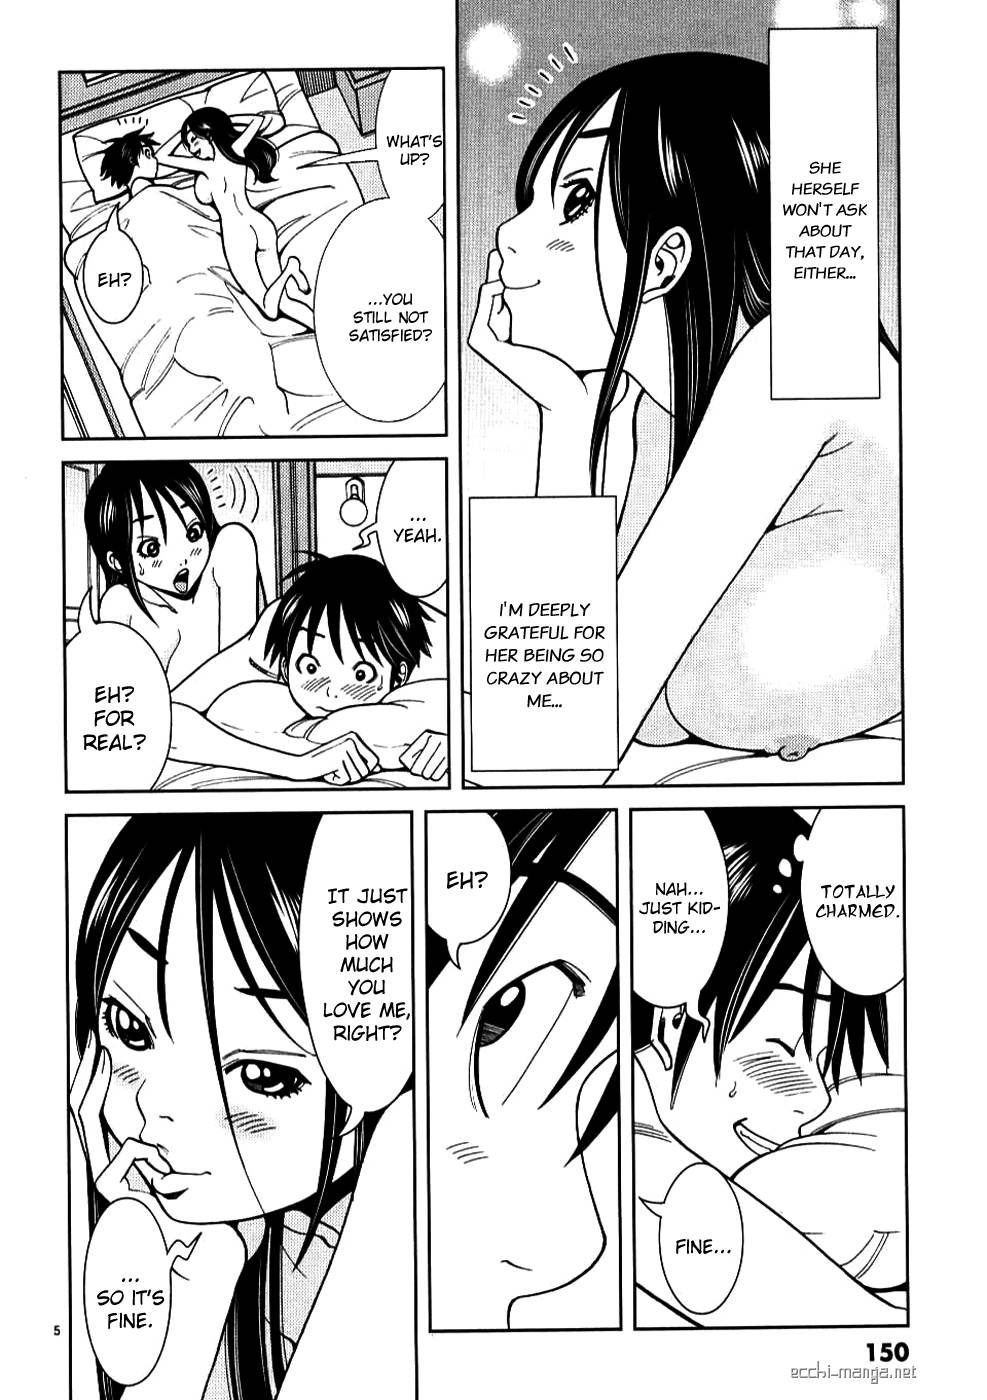 SHE
HERSELF
WON'T ASK
ABOUT
THAT DAY,
EITHER...
I'M DEEPLY
GRATEFUL FOR
HER BEING SO
CRAZY ABOUT
ME...
WHAT'S
UP?
...YOU
STILL NOT
SATISFIED?
EH?
...
YEAH.
EH?
FOR
REAL?
TOTALLY
CHARMED.
NAH...
JUST KID-
DING...
FINE...
EH?
IT JUST
SHOWS
HOW
MUCH
YOU
LOVE ME,
RIGHT?
...
SO IT'S
FINE.
5
150
ecchi-manga.net